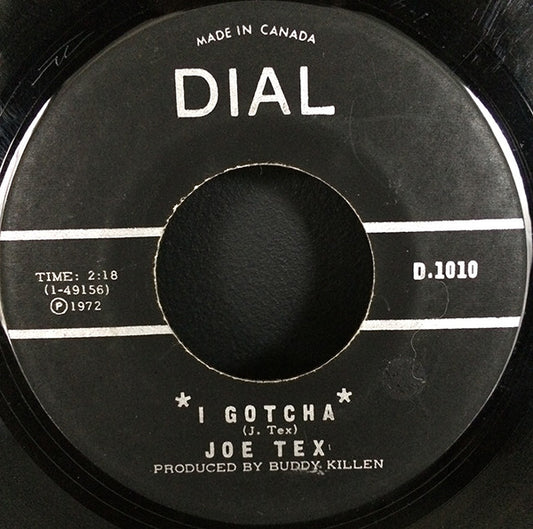 MADE IN CANADA
DIAL
TIME: 2:18
(1-49156)
Ⓟ 1972
D.1010
*I GOTCHA*
(J. Tex)
JOE TEX
PRODUCED BY BUDDY KILLEN